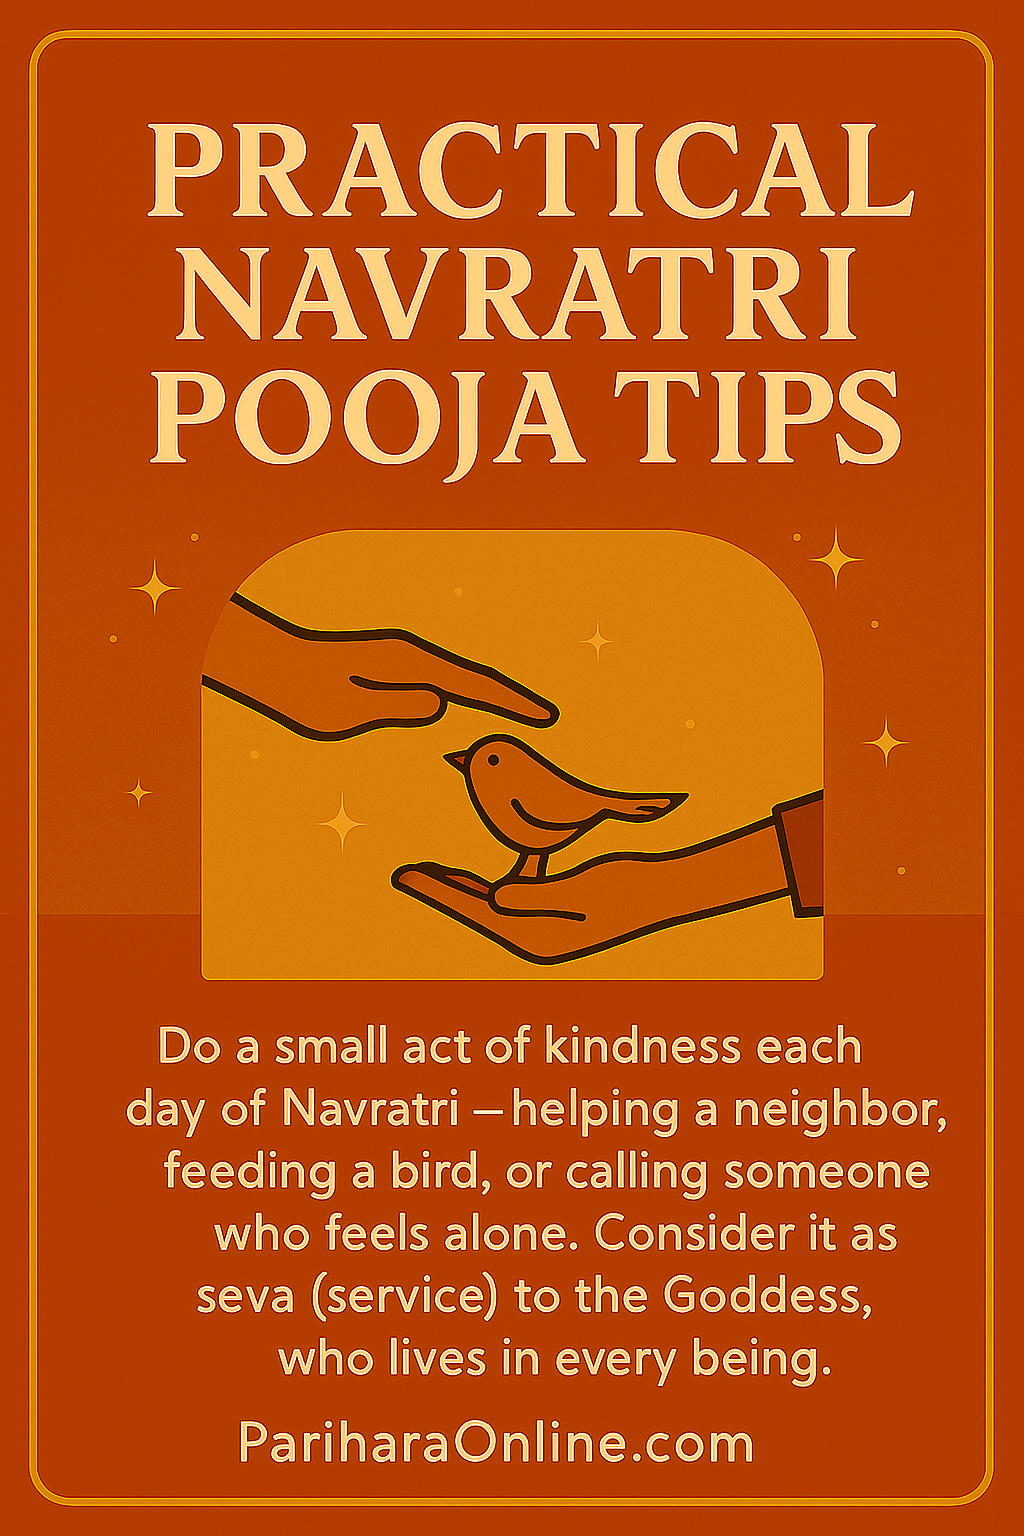 PRACTICAL
NAVRATRI
POOJA TIPS
Do a small act of kindness each
day of Navratri – helping a neighbor,
feeding a bird, or calling someone
who feels alone. Consider it as
seva (service) to the Goddess,
who lives in every being.
PariharaOnline.com